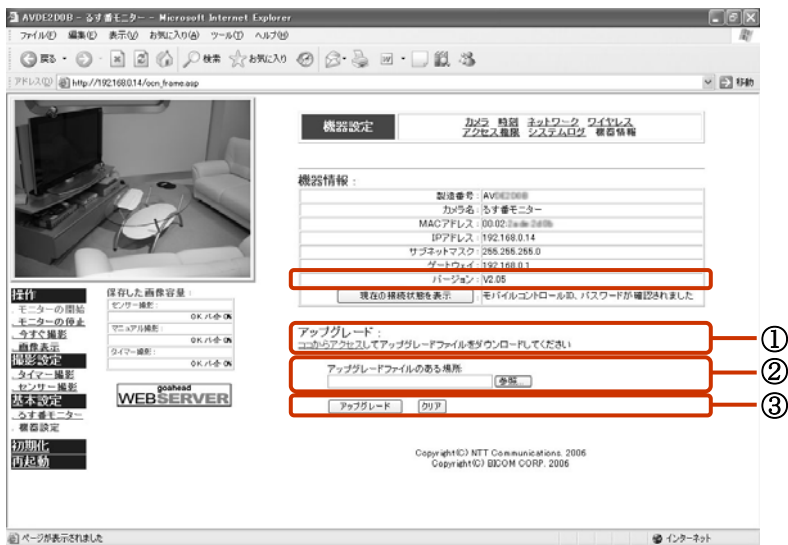 AVDE2D0B - るす番モニター - Microsoft Internet Explorer
ファイル(F) 編集(E) 表示(V) お気に入り(A) ツール(T) ヘルプ(H)
戻る 検索 お気に入り
アドレス(D) http://192.168.0.14/ocn_frame.asp 移動
機器設定
カメラ 時刻 ネットワーク ワイヤレス
アクセス権限 システムログ 機器情報
機器情報 :
製造番号 : AV
カメラ名 : るす番モニター
MACアドレス : 00:02:
IPアドレス : 192.168.0.14
サブネットマスク : 255.255.255.0
ゲートウェイ : 192.168.0.1
バージョン : V2.05
現在の接続状態を表示 : モバイルコントロールID、パスワードが確認されました
アップグレード :
ココからアクセスしてアップグレードファイルをダウンロードしてください
①
アップグレードファイルのある場所:
参照...
②
アップグレード クリア
③
操作
. モニターの開始
. モニターの停止
. 今すぐ撮影
. 画像表示
撮影設定
. タイマー撮影
. センサー撮影
基本設定
. るす番モニター
. 機器設定
初期化
再起動
保存した画像容量 :
センサー撮影 :
0K バイト 0%
マニュアル撮影 :
0K バイト 0%
タイマー撮影 :
0K バイト 0%
goahead
WEBSERVER
Copyright(C) NTT Communications. 2006
Copyright(C) BICOM CORP. 2006
ページが表示されました
インターネット